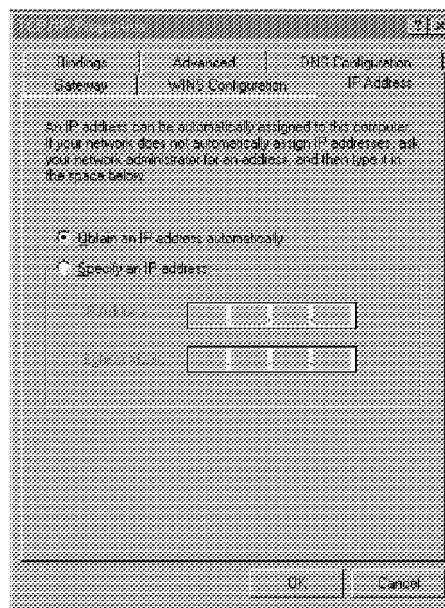 Bindings Advanced DNS Configuration
Gateway WINS Configuration IP Address
An IP address can be automatically assigned to this computer.
If your network does not automatically assign IP addresses, ask
your network administrator for an address, and then type it in
the space below.
Obtain an IP address automatically
Specify an IP address
OK Cancel